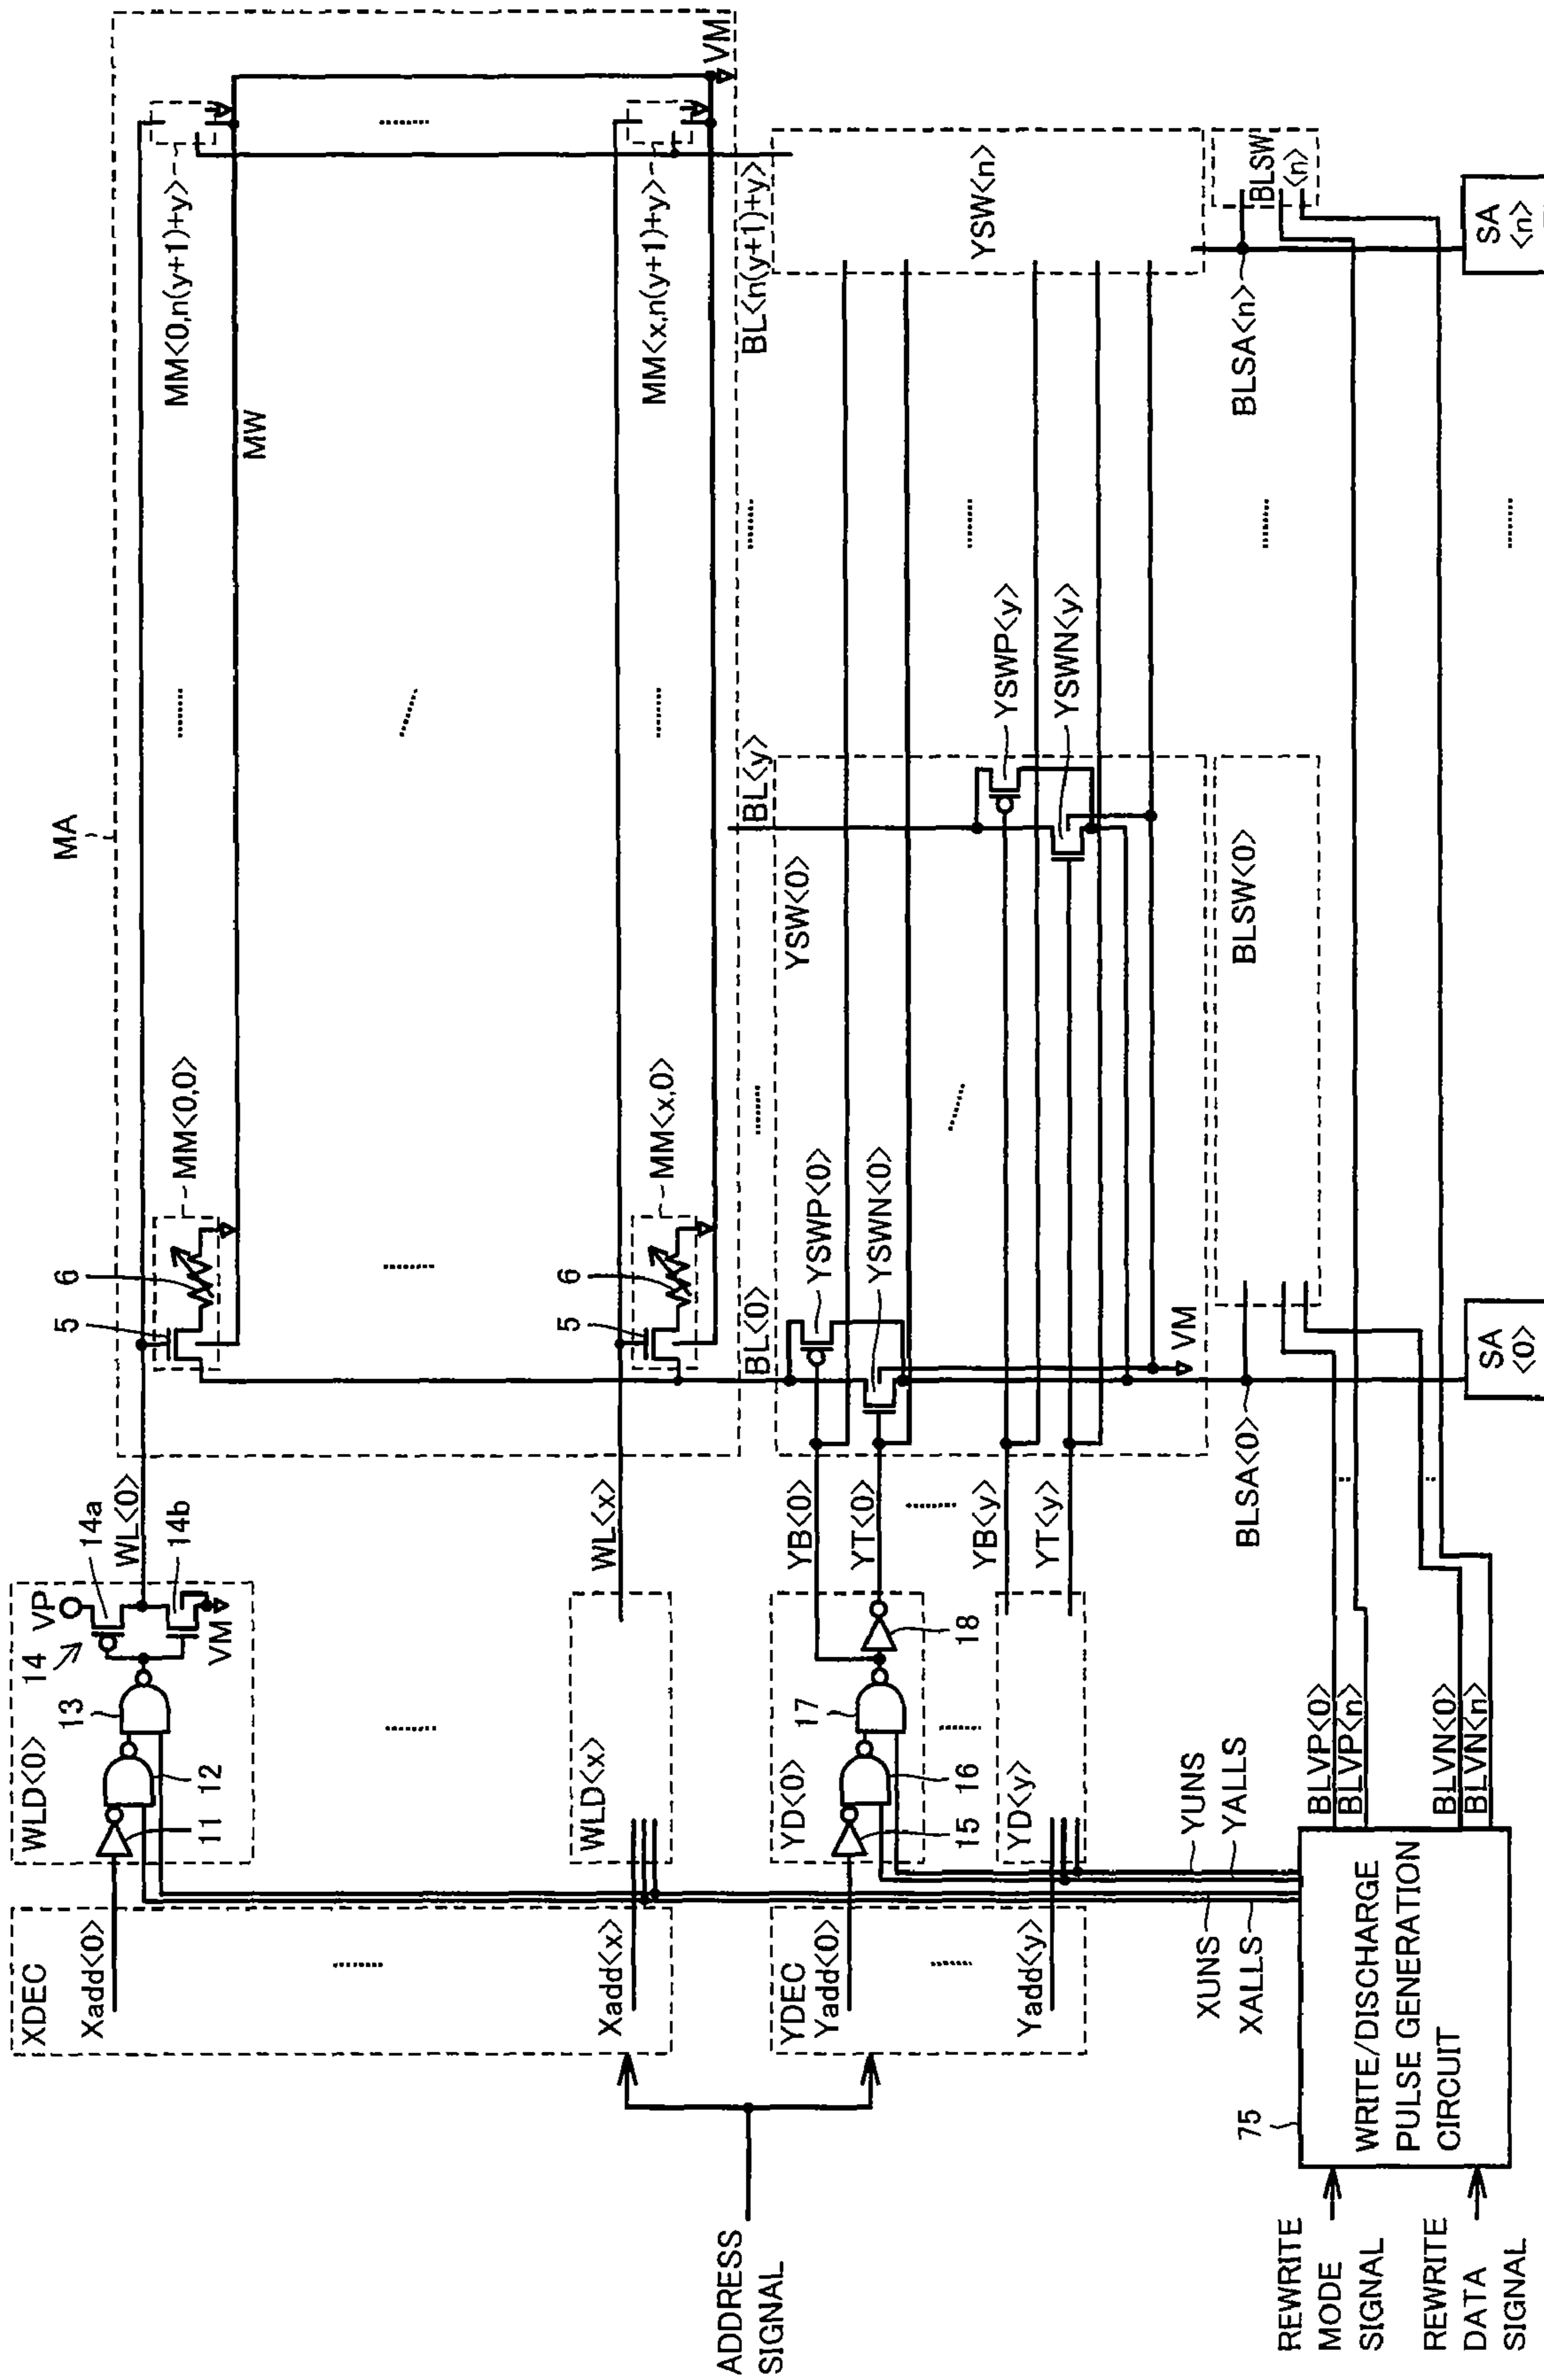 MA
XDEC
Xadd<0>
WLD<0>
11
12
13
14
VP
14a
14b
VM
WL<0>
5
6
MM<0,0>
MW
MM<0,n(y+1)+y>
Xadd<x>
WLD<x>
WL<x>
5
6
MM<x,0>
MM<x,n(y+1)+y>
VM
ADDRESS
SIGNAL
BL<0>
BL<y>
BL<n(y+1)+y>
YDEC
Yadd<0>
YD<0>
15
16
17
18
YB<0>
YT<0>
YSWP<0>
YSWN<0>
YSW<0>
YSW<n>
Yadd<y>
YD<y>
YB<y>
YT<y>
YSWP<y>
YSWN<y>
VM
XUNS
XALLS
YUNS
YALLS
BLSA<0>
BLSW<0>
BLSA<n>
BLSW
<n>
75
WRITE/DISCHARGE
PULSE GENERATION
CIRCUIT
REWRITE
MODE
SIGNAL
REWRITE
DATA
SIGNAL
BLVP<0>
BLVP<n>
BLVN<0>
BLVN<n>
SA
<0>
SA
<n>